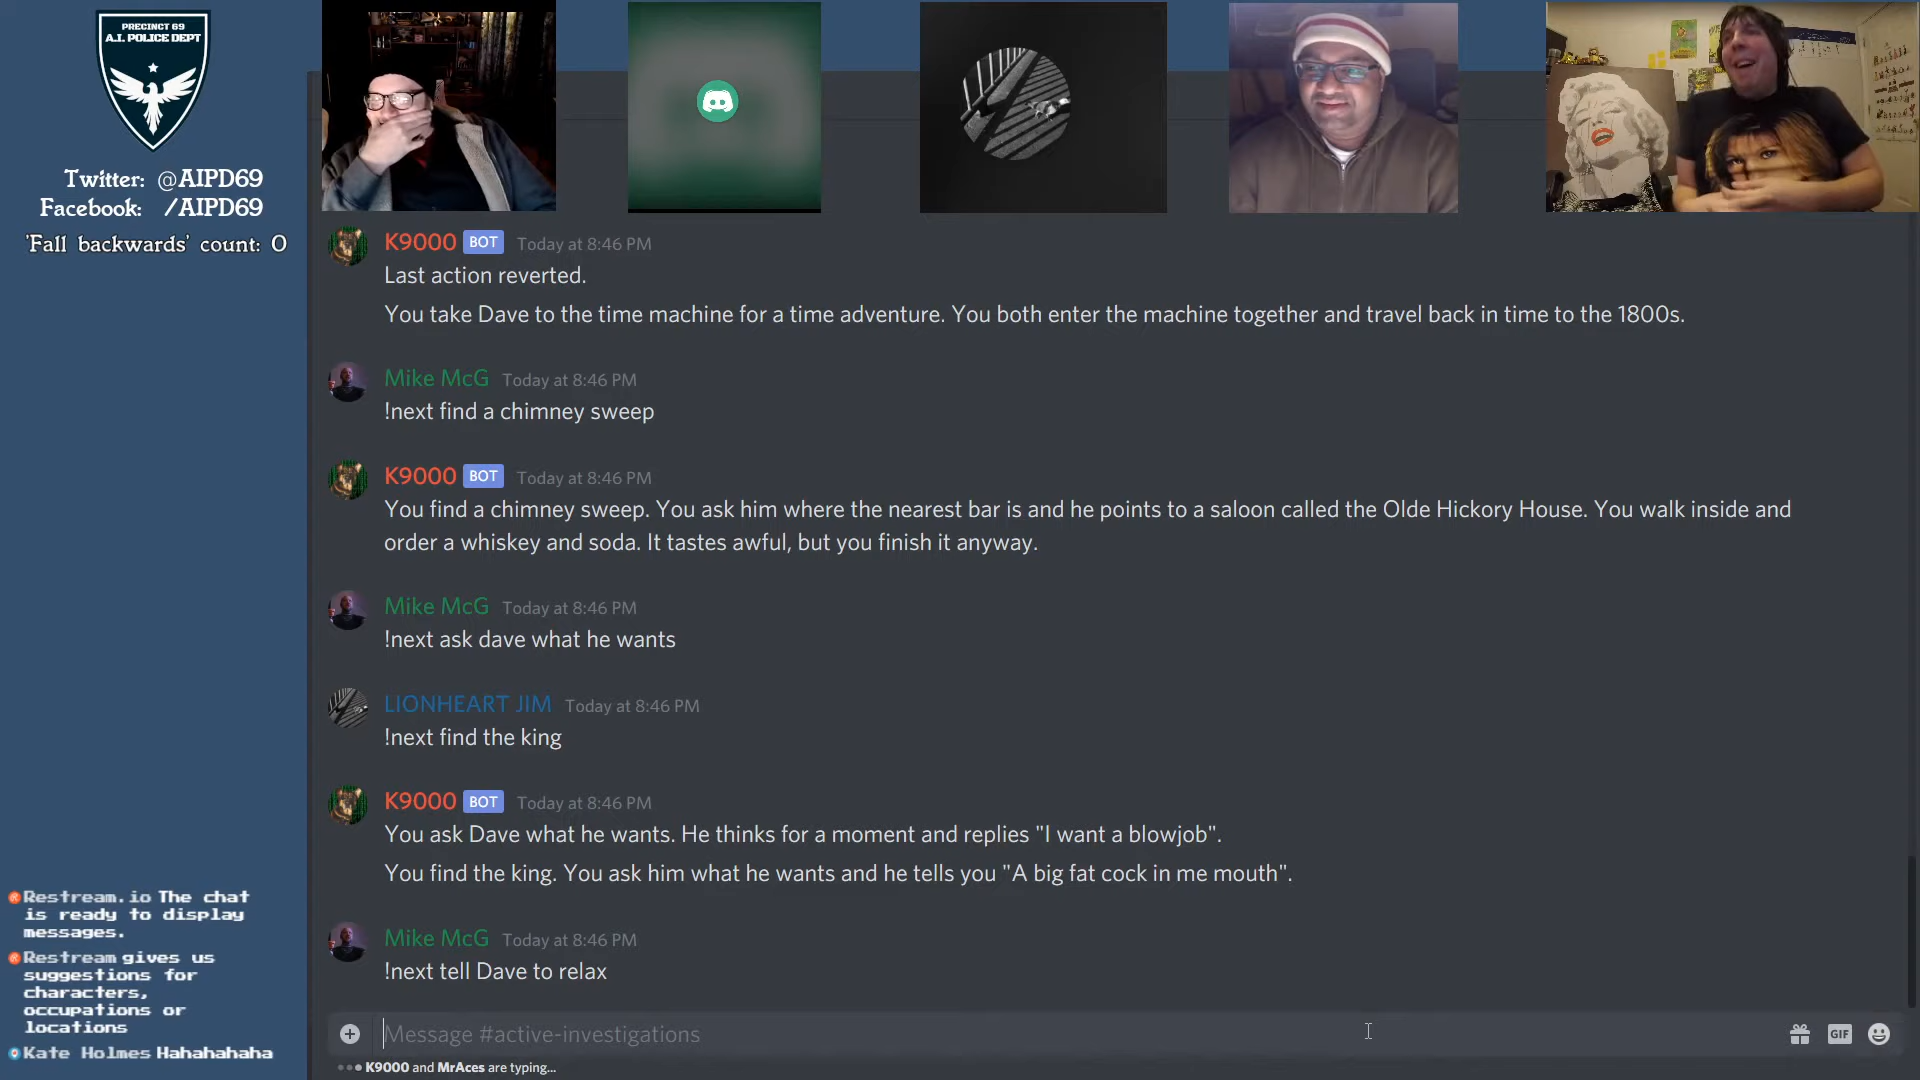 PRECINCT 69
A.I. POLICE DEPT
Twitter: @AIPD69
Facebook: /AIPD69
'Fall backwards' count: 0
K9000 BOT Today at 8:46 PM
Last action reverted.
You take Dave to the time machine for a time adventure. You both enter the machine together and travel back in time to the 1800s.
Mike McG Today at 8:46 PM
!next find a chimney sweep
K9000 BOT Today at 8:46 PM
You find a chimney sweep. You ask him where the nearest bar is and he points to a saloon called the Olde Hickory House. You walk inside and
order a whiskey and soda. It tastes awful, but you finish it anyway.
Mike McG Today at 8:46 PM
!next ask dave what he wants
LIONHEART JIM Today at 8:46 PM
!next find the king
K9000 BOT Today at 8:46 PM
You ask Dave what he wants. He thinks for a moment and replies "I want a blowjob".
You find the king. You ask him what he wants and he tells you "A big fat cock in me mouth".
Mike McG Today at 8:46 PM
!next tell Dave to relax
Message #active-investigations
GIF
K9000 and MrAces are typing...
Restream.io The chat
is ready to display
messages.
Restream gives us
suggestions for
characters,
occupations or
locations
Kate Holmes Hahahahaha